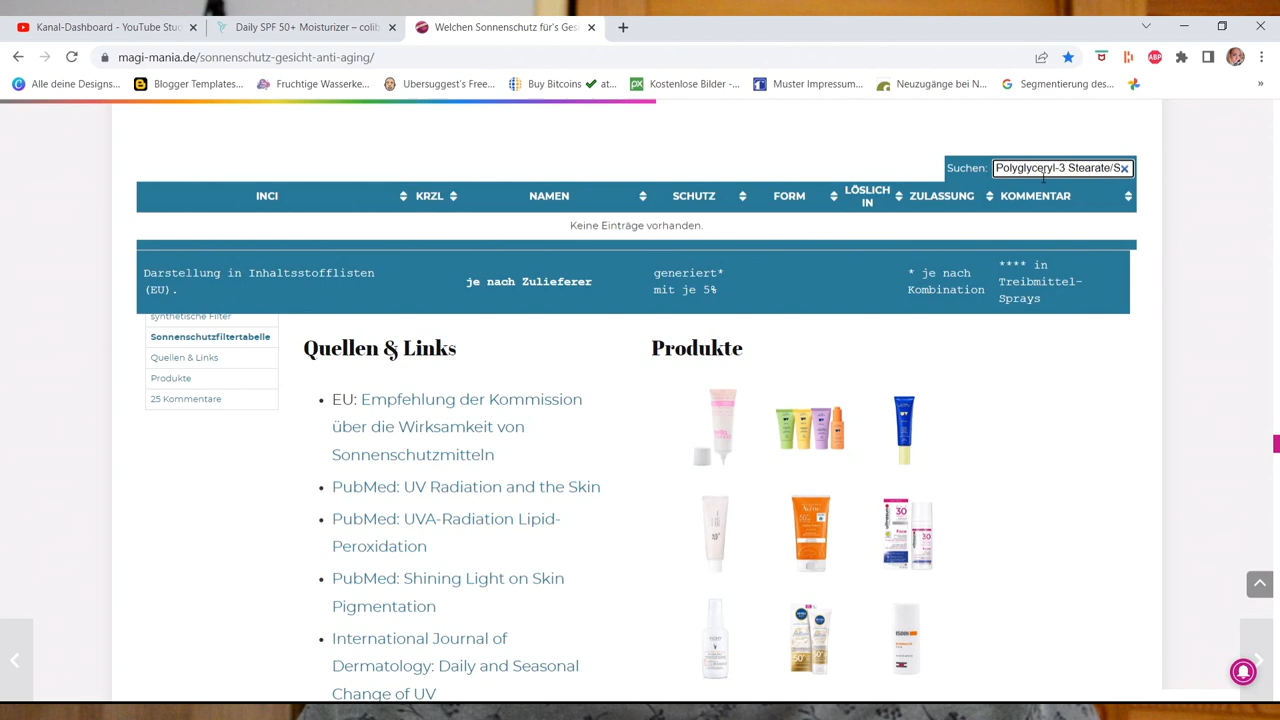 Kanal-Dashboard - YouTube Stu
Daily SPF 50+ Moisturizer – colib
Welchen Sonnenschutz für's Gesi
magi-mania.de/sonnenschutz-gesicht-anti-aging/
Alle deine Designs...
Blogger Templates...
Fruchtige Wasserke...
Übersuggest's Free...
Buy Bitcoins ✔ at...
Kostenlose Bilder -...
Muster Impressum...
Neuzugänge bei N...
Segmentierung des...
»
Suchen: Polyglyceryl-3 Stearate/S
INCI KRZL NAMEN SCHUTZ FORM LÖSLICH IN ZULASSUNG KOMMENTAR
Keine Einträge vorhanden.
Darstellung in Inhaltsstofflisten
(EU).
je nach Zulieferer
generiert*
mit je 5%
* je nach
Kombination
**** in
Treibmittel-
Sprays
synthetische Filter
Sonnenschutzfiltertabelle
Quellen & Links
Produkte
25 Kommentare
Quellen & Links
• EU: Empfehlung der Kommission
über die Wirksamkeit von
Sonnenschutzmitteln
• PubMed: UV Radiation and the Skin
• PubMed: UVA-Radiation Lipid-
Peroxidation
• PubMed: Shining Light on Skin
Pigmentation
• International Journal of
Dermatology: Daily and Seasonal
Change of UV
Produkte